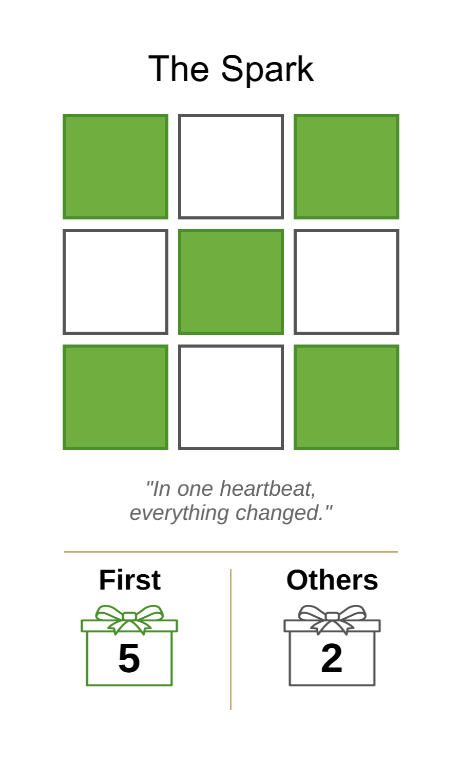 The Spark
"In one heartbeat,
everything changed."
First
Others
5
2